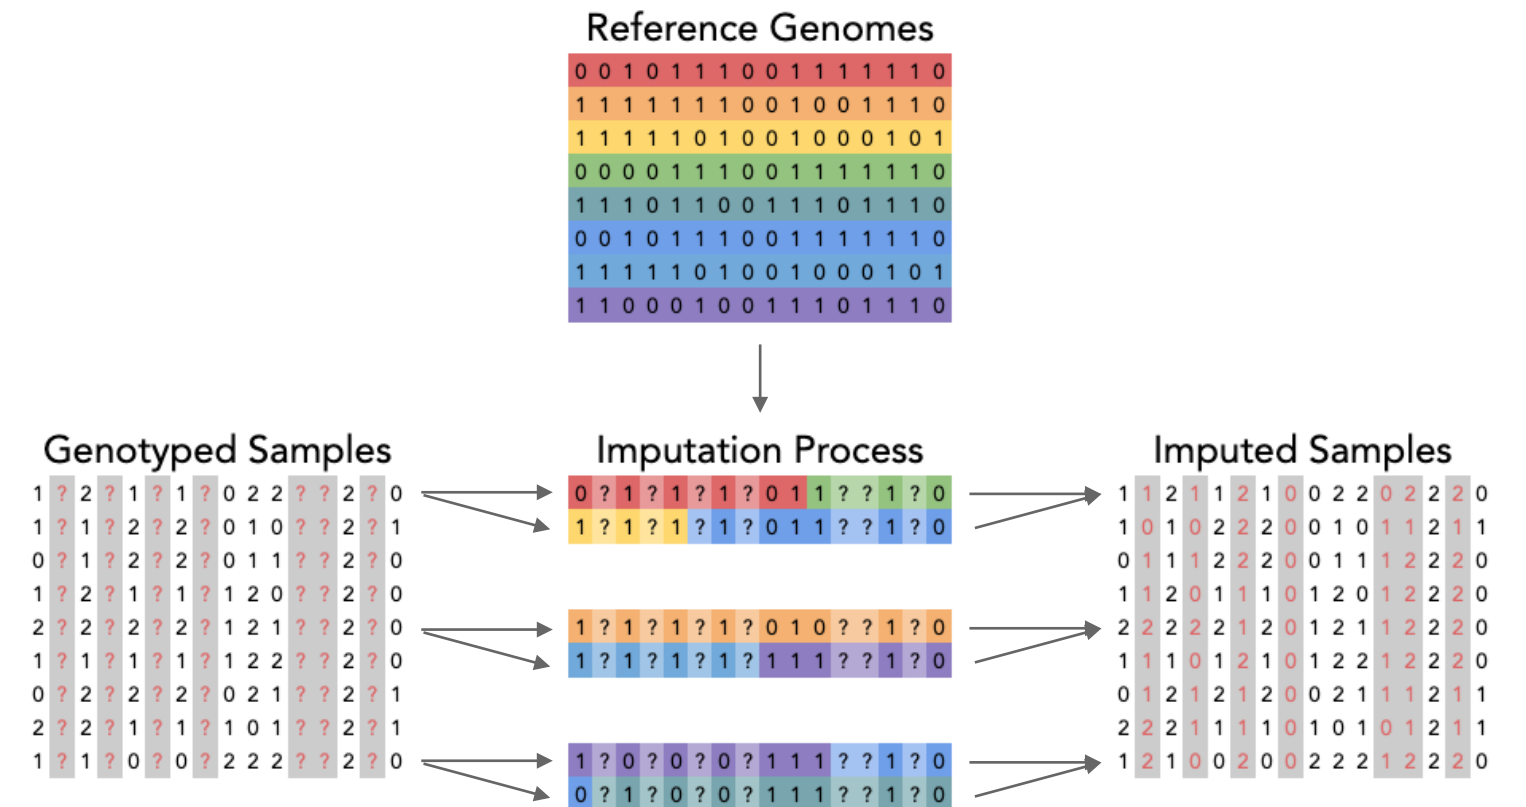 Reference Genomes
0 0 1 0 1 1 1 0 0 1 1 1 1 1 1 0
1 1 1 1 1 1 1 0 0 1 0 0 1 1 1 0
1 1 1 1 1 0 1 0 0 1 0 0 0 1 0 1
0 0 0 0 1 1 1 0 0 1 1 1 1 1 1 0
1 1 1 0 1 1 0 0 1 1 1 0 1 1 1 0
0 0 1 0 1 1 1 0 0 1 1 1 1 1 1 0
1 1 1 1 1 0 1 0 0 1 0 0 0 1 0 1
1 1 0 0 0 1 0 0 1 1 1 0 1 1 1 0
Genotyped Samples
1 ? 2 ? 1 ? 1 ? 0 2 2 ? ? 2 ? 0
1 ? 1 ? 2 ? 2 ? 0 1 0 ? ? 2 ? 1
0 ? 1 ? 2 ? 2 ? 0 1 1 ? ? 2 ? 0
1 ? 2 ? 1 ? 1 ? 1 2 0 ? ? 2 ? 0
2 ? 2 ? 2 ? 2 ? 1 2 1 ? ? 2 ? 0
1 ? 1 ? 1 ? 1 ? 1 2 2 ? ? 2 ? 0
0 ? 2 ? 2 ? 2 ? 0 2 1 ? ? 2 ? 1
2 ? 2 ? 1 ? 1 ? 1 0 1 ? ? 2 ? 1
1 ? 1 ? 0 ? 0 ? 2 2 2 ? ? 2 ? 0
Imputation Process
0 ? 1 ? 1 ? 1 ? 0 1 1 ? ? 1 ? 0
1 ? 1 ? 1 ? 1 ? 0 1 1 ? ? 1 ? 0
1 ? 1 ? 1 ? 1 ? 0 1 0 ? ? 1 ? 0
1 ? 1 ? 1 ? 1 ? 1 1 1 ? ? 1 ? 0
1 ? 0 ? 0 ? 0 ? 1 1 1 ? ? 1 ? 0
0 ? 1 ? 0 ? 0 ? 1 1 1 ? ? 1 ? 0
Imputed Samples
1 1 2 1 1 2 1 0 0 2 2 0 2 2 2 0
1 0 1 0 2 2 2 0 0 1 0 1 1 2 1 1
0 1 1 1 2 2 2 0 0 1 1 1 2 2 2 0
1 1 2 0 1 1 1 0 1 2 0 1 2 2 2 0
2 2 2 2 2 1 2 0 1 2 1 1 2 2 2 0
1 1 1 0 1 2 1 0 1 2 2 1 2 2 2 0
0 1 2 1 2 1 2 0 0 2 1 1 1 2 1 1
2 2 2 1 1 1 1 0 1 0 1 0 1 2 1 1
1 2 1 0 0 2 0 0 2 2 2 1 2 2 2 0